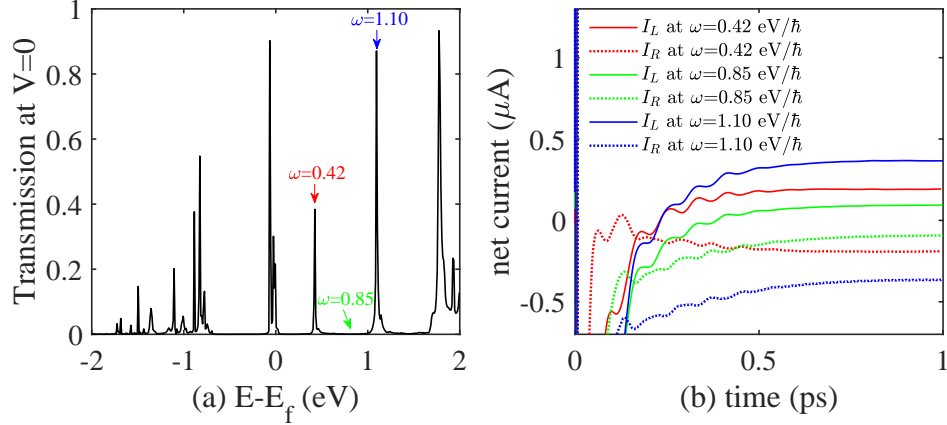 Transmission at V=0
1
0.8
0.6
0.4
0.2
0
-2
-1
0
1
2
ω=1.10
ω=0.42
ω=0.85
(a) E-E_f (eV)
net current (μA)
1
0.5
0
-0.5
0
0.5
1
I_L at ω=0.42 eV/ħ
I_R at ω=0.42 eV/ħ
I_L at ω=0.85 eV/ħ
I_R at ω=0.85 eV/ħ
I_L at ω=1.10 eV/ħ
I_R at ω=1.10 eV/ħ
(b) time (ps)